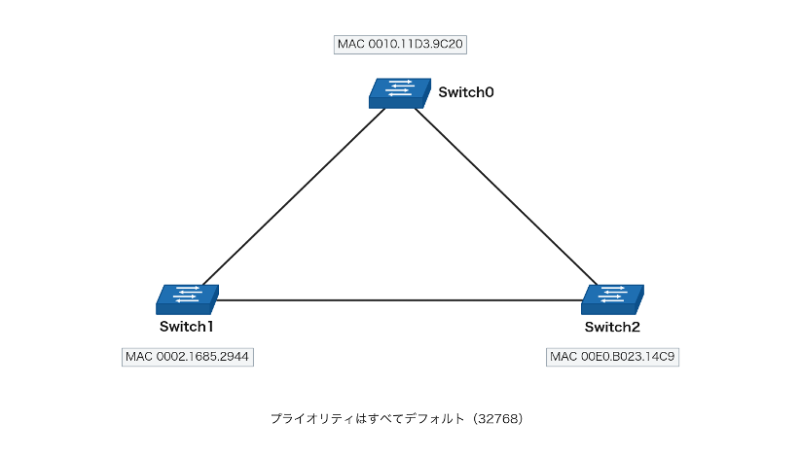 MAC 0010.11D3.9C20
Switch0
Switch1
Switch2
MAC 0002.1685.2944
MAC 00E0.B023.14C9
プライオリティはすべてデフォルト（32768）